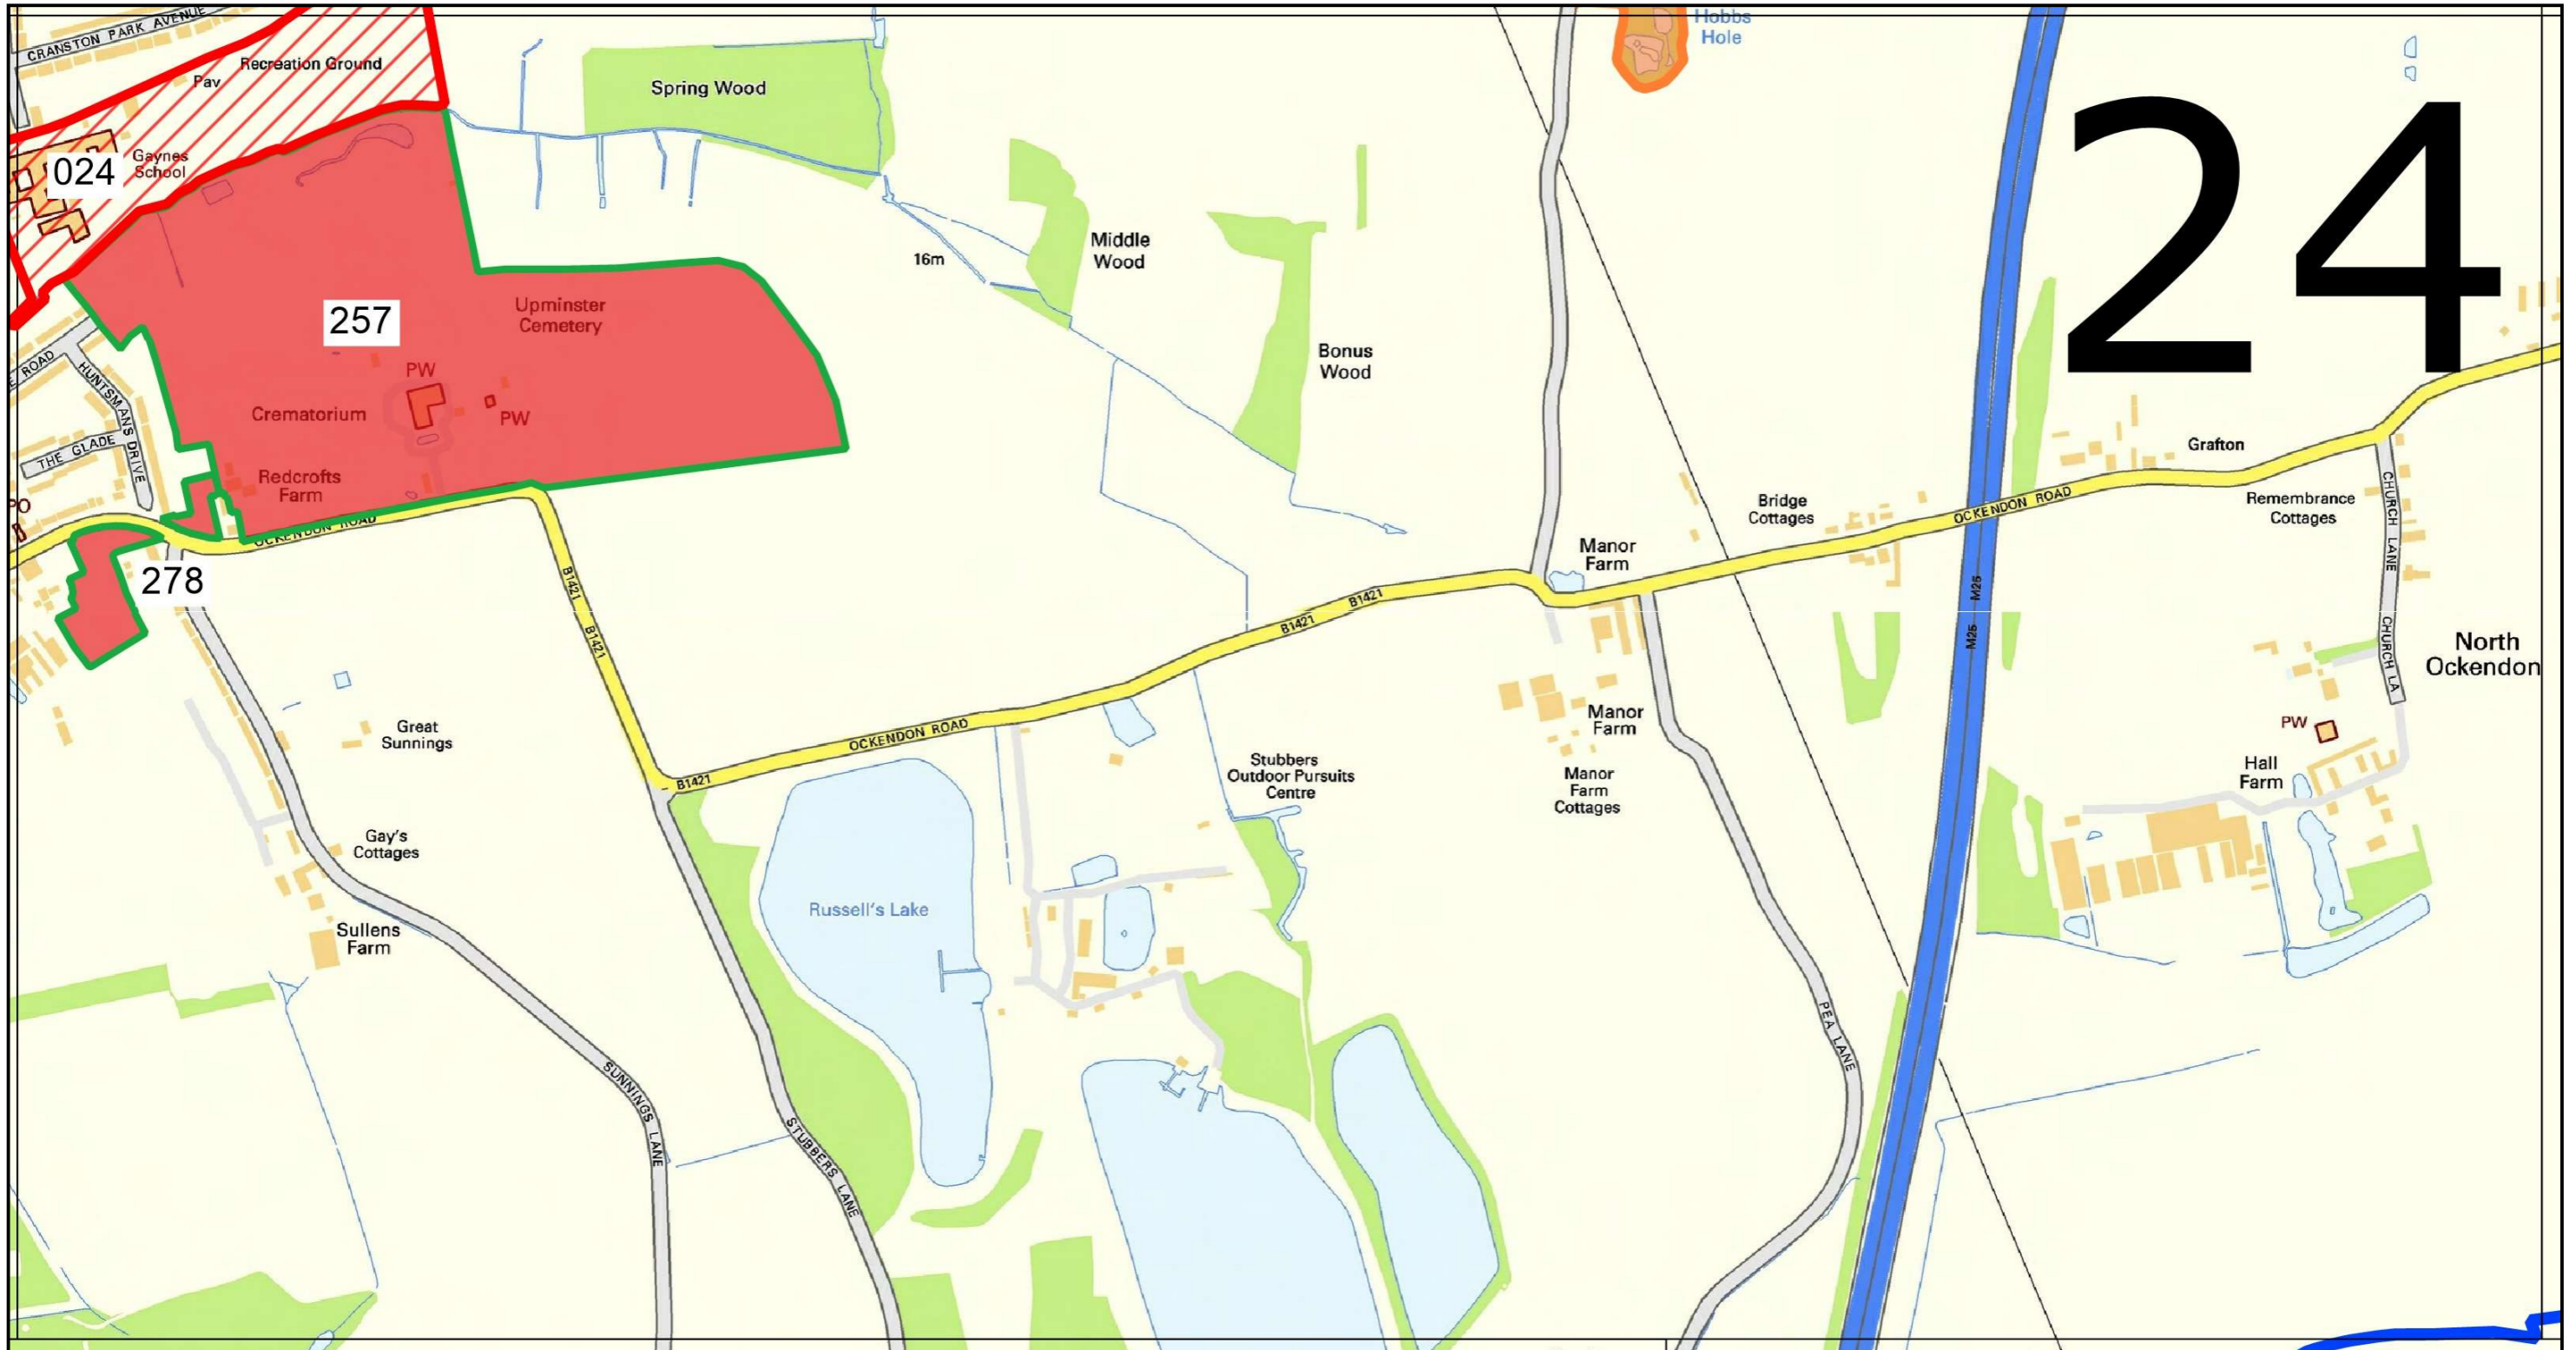 CRANSTON PARK AVENUE
Recreation Ground
Pav
Hobbs
Hole
24
Spring Wood
024
Gaynes
School
Middle
Wood
16m
257
Upminster
Cemetery
Bonus
Wood
PW
PW
Crematorium
E ROAD
HUNTSMANS DRIVE
THE GLADE
Redcrofts
Farm
PO
OCKENDON ROAD
278
B1421
B1421
B1421
B1421
Manor
Farm
Bridge
Cottages
OCKENDON ROAD
Grafton
Remembrance
Cottages
CHURCH LANE
CHURCH LA
M25
M25
North
Ockendon
Great
Sunnings
OCKENDON ROAD
B1421
Stubbers
Outdoor Pursuits
Centre
Manor
Farm
Manor
Farm
Cottages
PW
Hall
Farm
Gay's
Cottages
Russell's Lake
Sullens
Farm
PEA LANE
SUNNINGS LANE
STUBBERS LANE